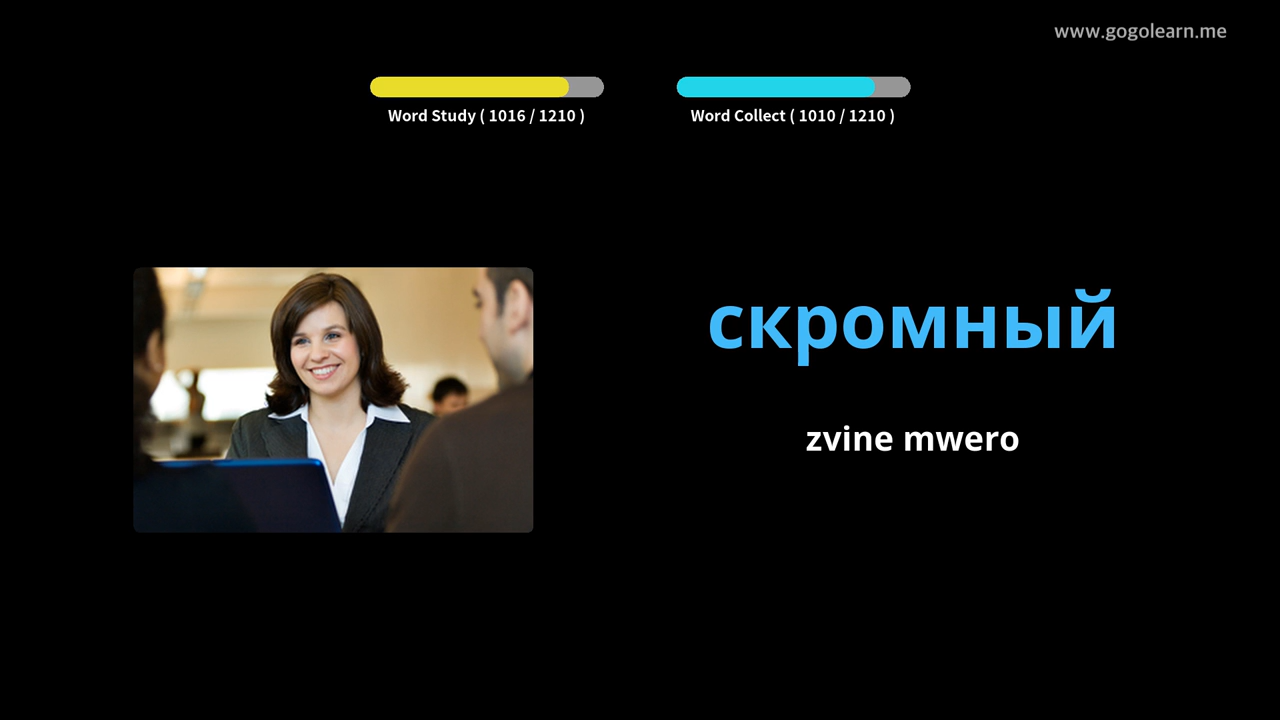 www.gogolearn.me
Word Study ( 1016 / 1210 )
Word Collect ( 1010 / 1210 )
скромный
zvine mwero